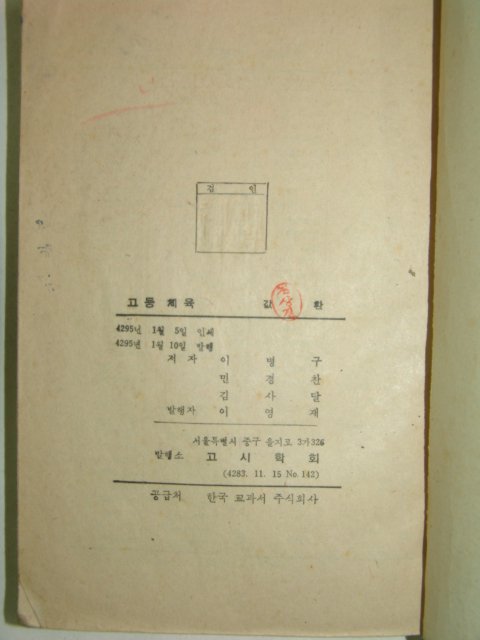 검 인
고등 체육 값 환
4295년 1월 5일 인쇄
4295년 1월 10일 발행
저 자 이 병 구
민 경 찬
김 사 달
발행자 이 영 재
서울특별시 중구 을지로 3가326
발행소 고 시 학 회
(4283. 11. 15 No. 142)
공급처 한국 교과서 주식회사